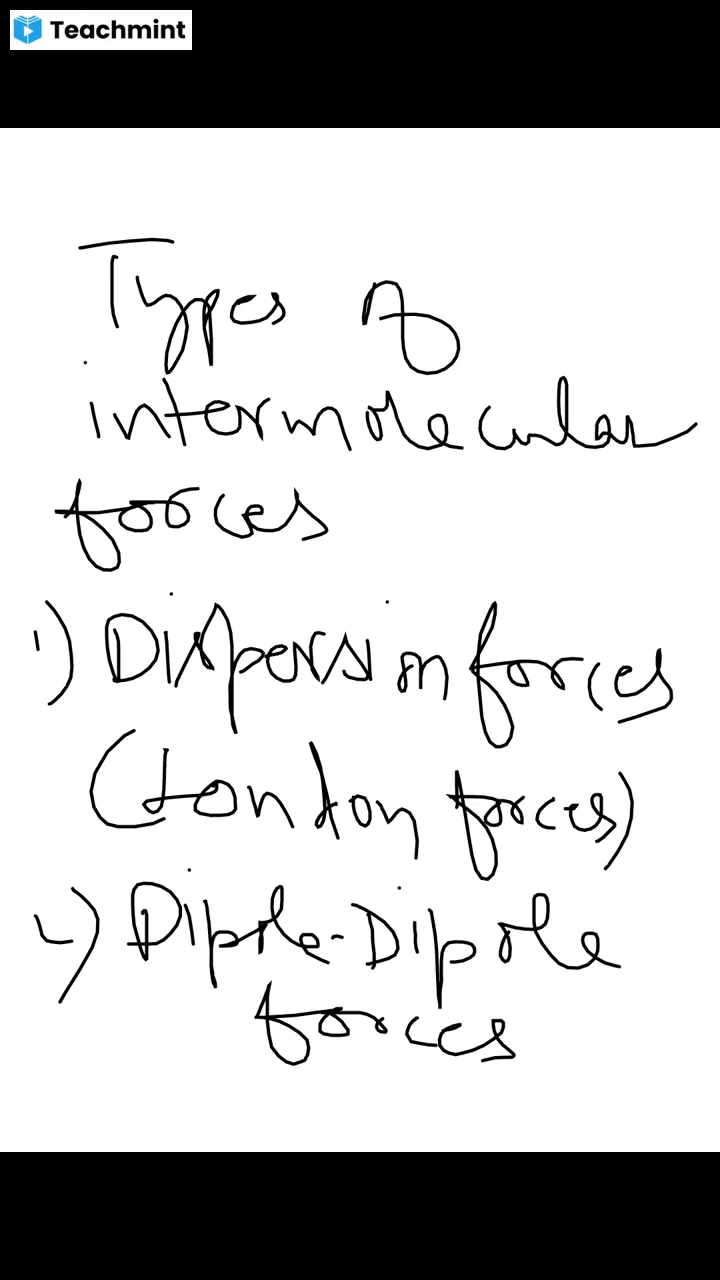 Teachmint
Types of
intermolecular
forces
1) Dispersion forces
(London forces)
2) Dipole-Dipole
forces